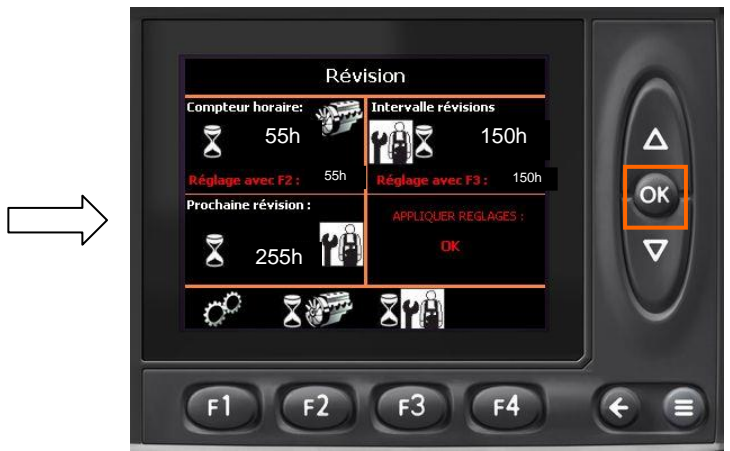 Révision
Compteur horaire:
55h
Réglage avec F2 : 55h
Intervalle révisions
150h
Réglage avec F3 : 150h
Prochaine révision :
255h
APPLIQUER REGLAGES :
OK
OK
F1 F2 F3 F4